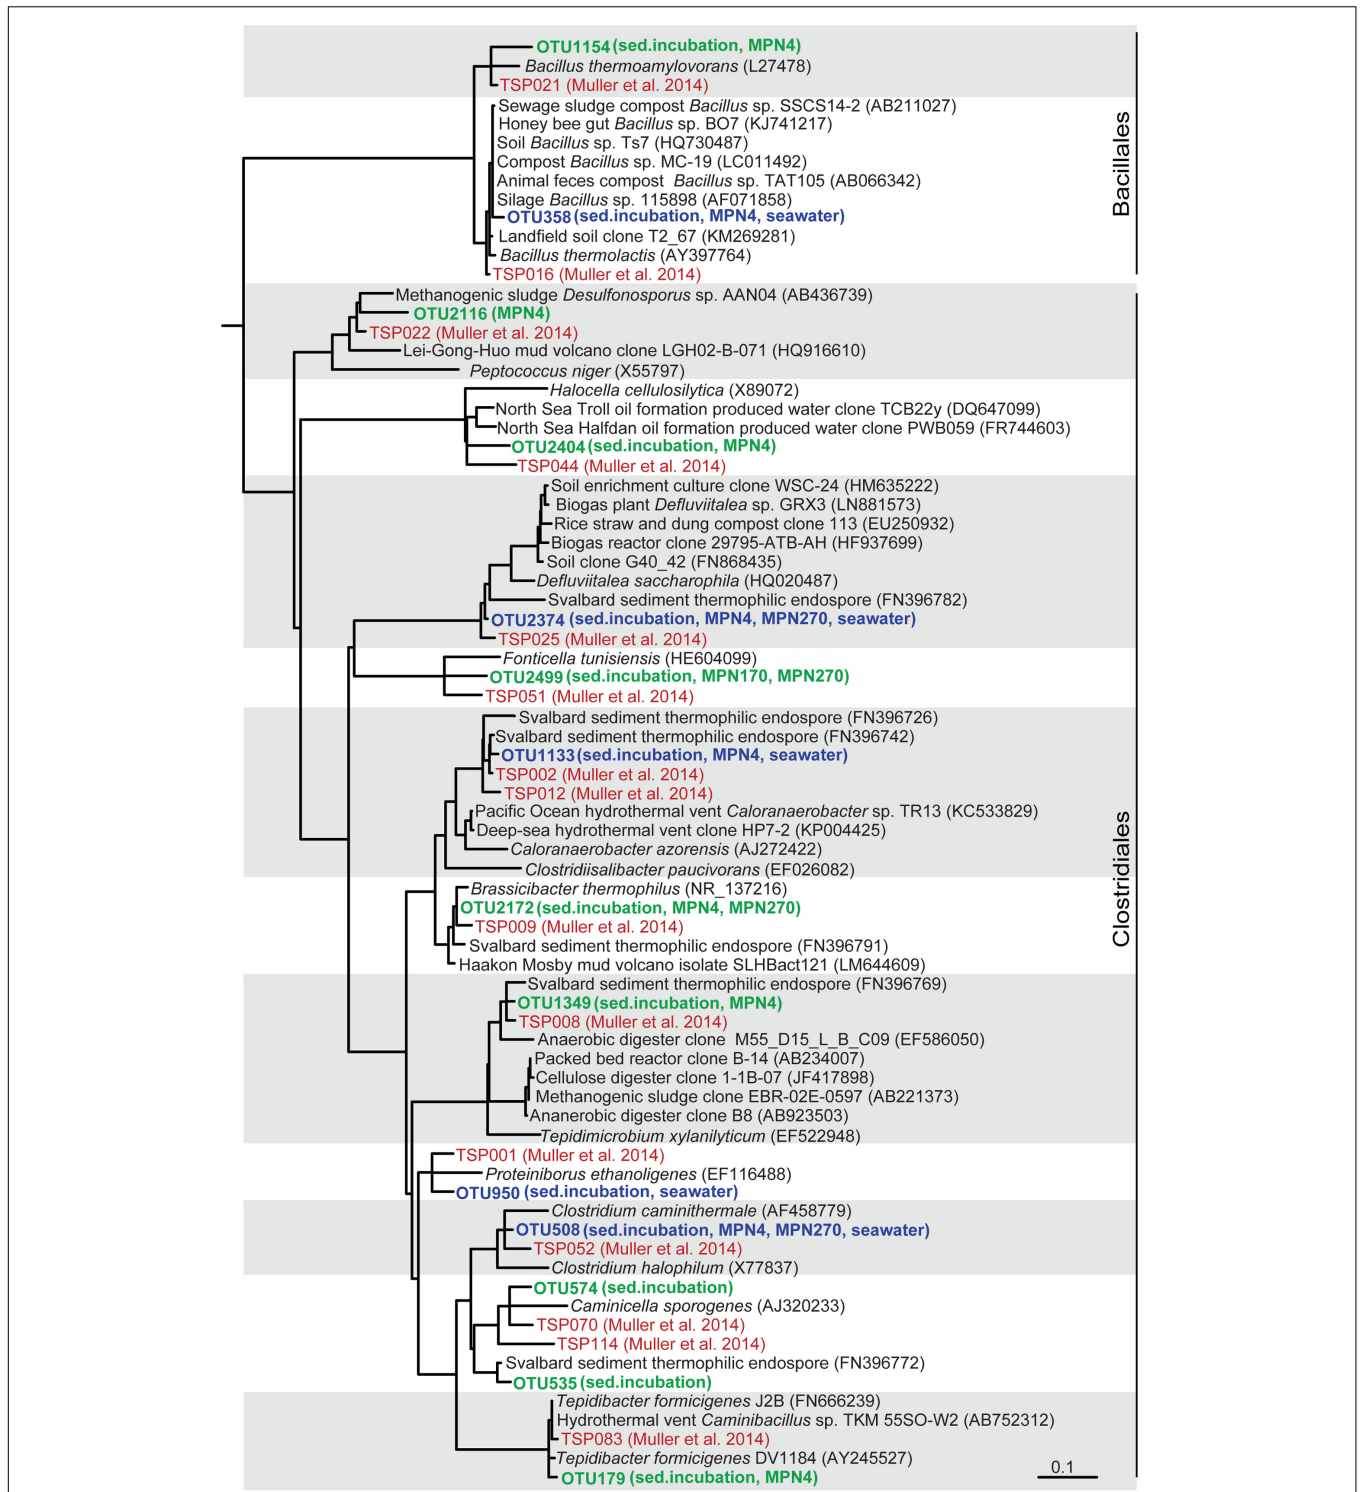 OTU1154 (sed.incubation, MPN4)
Bacillus thermoamylovorans (L27478)
TSP021 (Muller et al. 2014)
Sewage sludge compost Bacillus sp. SSCS14-2 (AB211027)
Honey bee gut Bacillus sp. BO7 (KJ741217)
Soil Bacillus sp. Ts7 (HQ730487)
Compost Bacillus sp. MC-19 (LC011492)
Animal feces compost Bacillus sp. TAT105 (AB066342)
Silage Bacillus sp. 115898 (AF071858)
OTU358 (sed.incubation, MPN4, seawater)
Landfield soil clone T2_67 (KM269281)
Bacillus thermolactis (AY397764)
TSP016 (Muller et al. 2014)
Bacillales
Methanogenic sludge Desulfonosporus sp. AAN04 (AB436739)
OTU2116 (MPN4)
TSP022 (Muller et al. 2014)
Lei-Gong-Huo mud volcano clone LGH02-B-071 (HQ916610)
Peptococcus niger (X55797)
Halocella cellulosilytica (X89072)
North Sea Troll oil formation produced water clone TCB22y (DQ647099)
North Sea Halfdan oil formation produced water clone PWB059 (FR744603)
OTU2404 (sed.incubation, MPN4)
TSP044 (Muller et al. 2014)
Soil enrichment culture clone WSC-24 (HM635222)
Biogas plant Defluviitalea sp. GRX3 (LN881573)
Rice straw and dung compost clone 113 (EU250932)
Biogas reactor clone 29795-ATB-AH (HF937699)
Soil clone G40_42 (FN868435)
Defluviitalea saccharophila (HQ020487)
Svalbard sediment thermophilic endospore (FN396782)
OTU2374 (sed.incubation, MPN4, MPN270, seawater)
TSP025 (Muller et al. 2014)
Fonticella tunisiensis (HE604099)
OTU2499 (sed.incubation, MPN170, MPN270)
TSP051 (Muller et al. 2014)
Svalbard sediment thermophilic endospore (FN396726)
Svalbard sediment thermophilic endospore (FN396742)
OTU1133 (sed.incubation, MPN4, seawater)
TSP002 (Muller et al. 2014)
TSP012 (Muller et al. 2014)
Pacific Ocean hydrothermal vent Caloranaerobacter sp. TR13 (KC533829)
Deep-sea hydrothermal vent clone HP7-2 (KP004425)
Caloranaerobacter azorensis (AJ272422)
Clostridiisalibacter paucivorans (EF026082)
Brassicibacter thermophilus (NR_137216)
OTU2172 (sed.incubation, MPN4, MPN270)
TSP009 (Muller et al. 2014)
Svalbard sediment thermophilic endospore (FN396791)
Haakon Mosby mud volcano isolate SLHBact121 (LM644609)
Svalbard sediment thermophilic endospore (FN396769)
OTU1349 (sed.incubation, MPN4)
TSP008 (Muller et al. 2014)
Anaerobic digester clone M55_D15_L_B_C09 (EF586050)
Packed bed reactor clone B-14 (AB234007)
Cellulose digester clone 1-1B-07 (JF417898)
Methanogenic sludge clone EBR-02E-0597 (AB221373)
Ananerobic digester clone B8 (AB923503)
Tepidimicrobium xylanilyticum (EF522948)
TSP001 (Muller et al. 2014)
Proteiniborus ethanoligenes (EF116488)
OTU950 (sed.incubation, seawater)
Clostridium caminithermale (AF458779)
OTU508 (sed.incubation, MPN4, MPN270, seawater)
TSP052 (Muller et al. 2014)
Clostridium halophilum (X77837)
OTU574 (sed.incubation)
Caminicella sporogenes (AJ320233)
TSP070 (Muller et al. 2014)
TSP114 (Muller et al. 2014)
Svalbard sediment thermophilic endospore (FN396772)
OTU535 (sed.incubation)
Tepidibacter formicigenes J2B (FN666239)
Hydrothermal vent Caminibacillus sp. TKM 55SO-W2 (AB752312)
TSP083 (Muller et al. 2014)
Tepidibacter formicigenes DV1184 (AY245527)
OTU179 (sed.incubation, MPN4)
Clostridiales
0.1